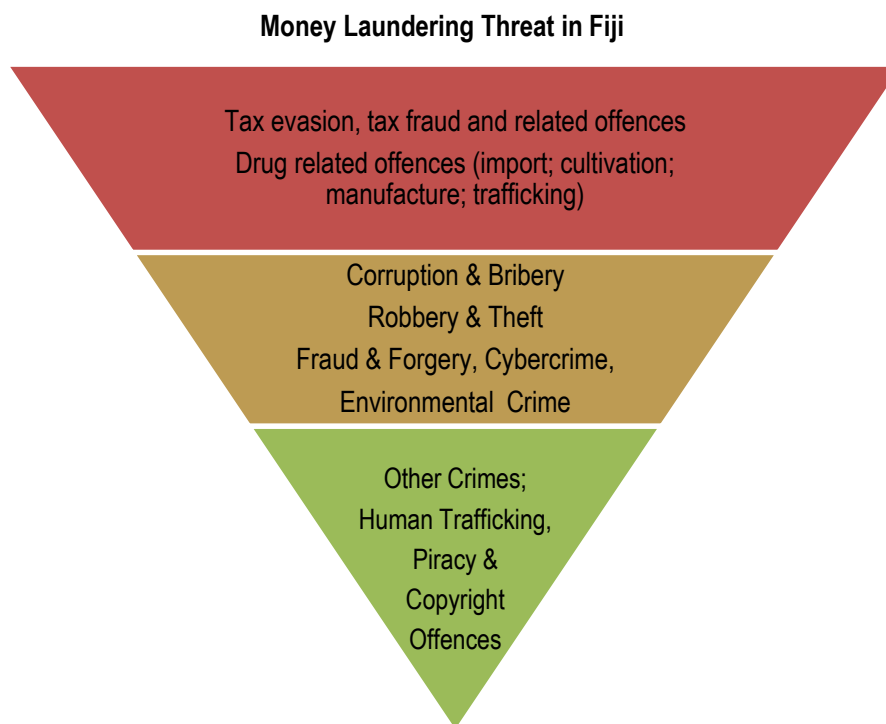 Money Laundering Threat in Fiji
Tax evasion, tax fraud and related offences
Drug related offences (import; cultivation;
manufacture; trafficking)
Corruption & Bribery
Robbery & Theft
Fraud & Forgery, Cybercrime,
Environmental Crime
Other Crimes;
Human Trafficking,
Piracy &
Copyright
Offences